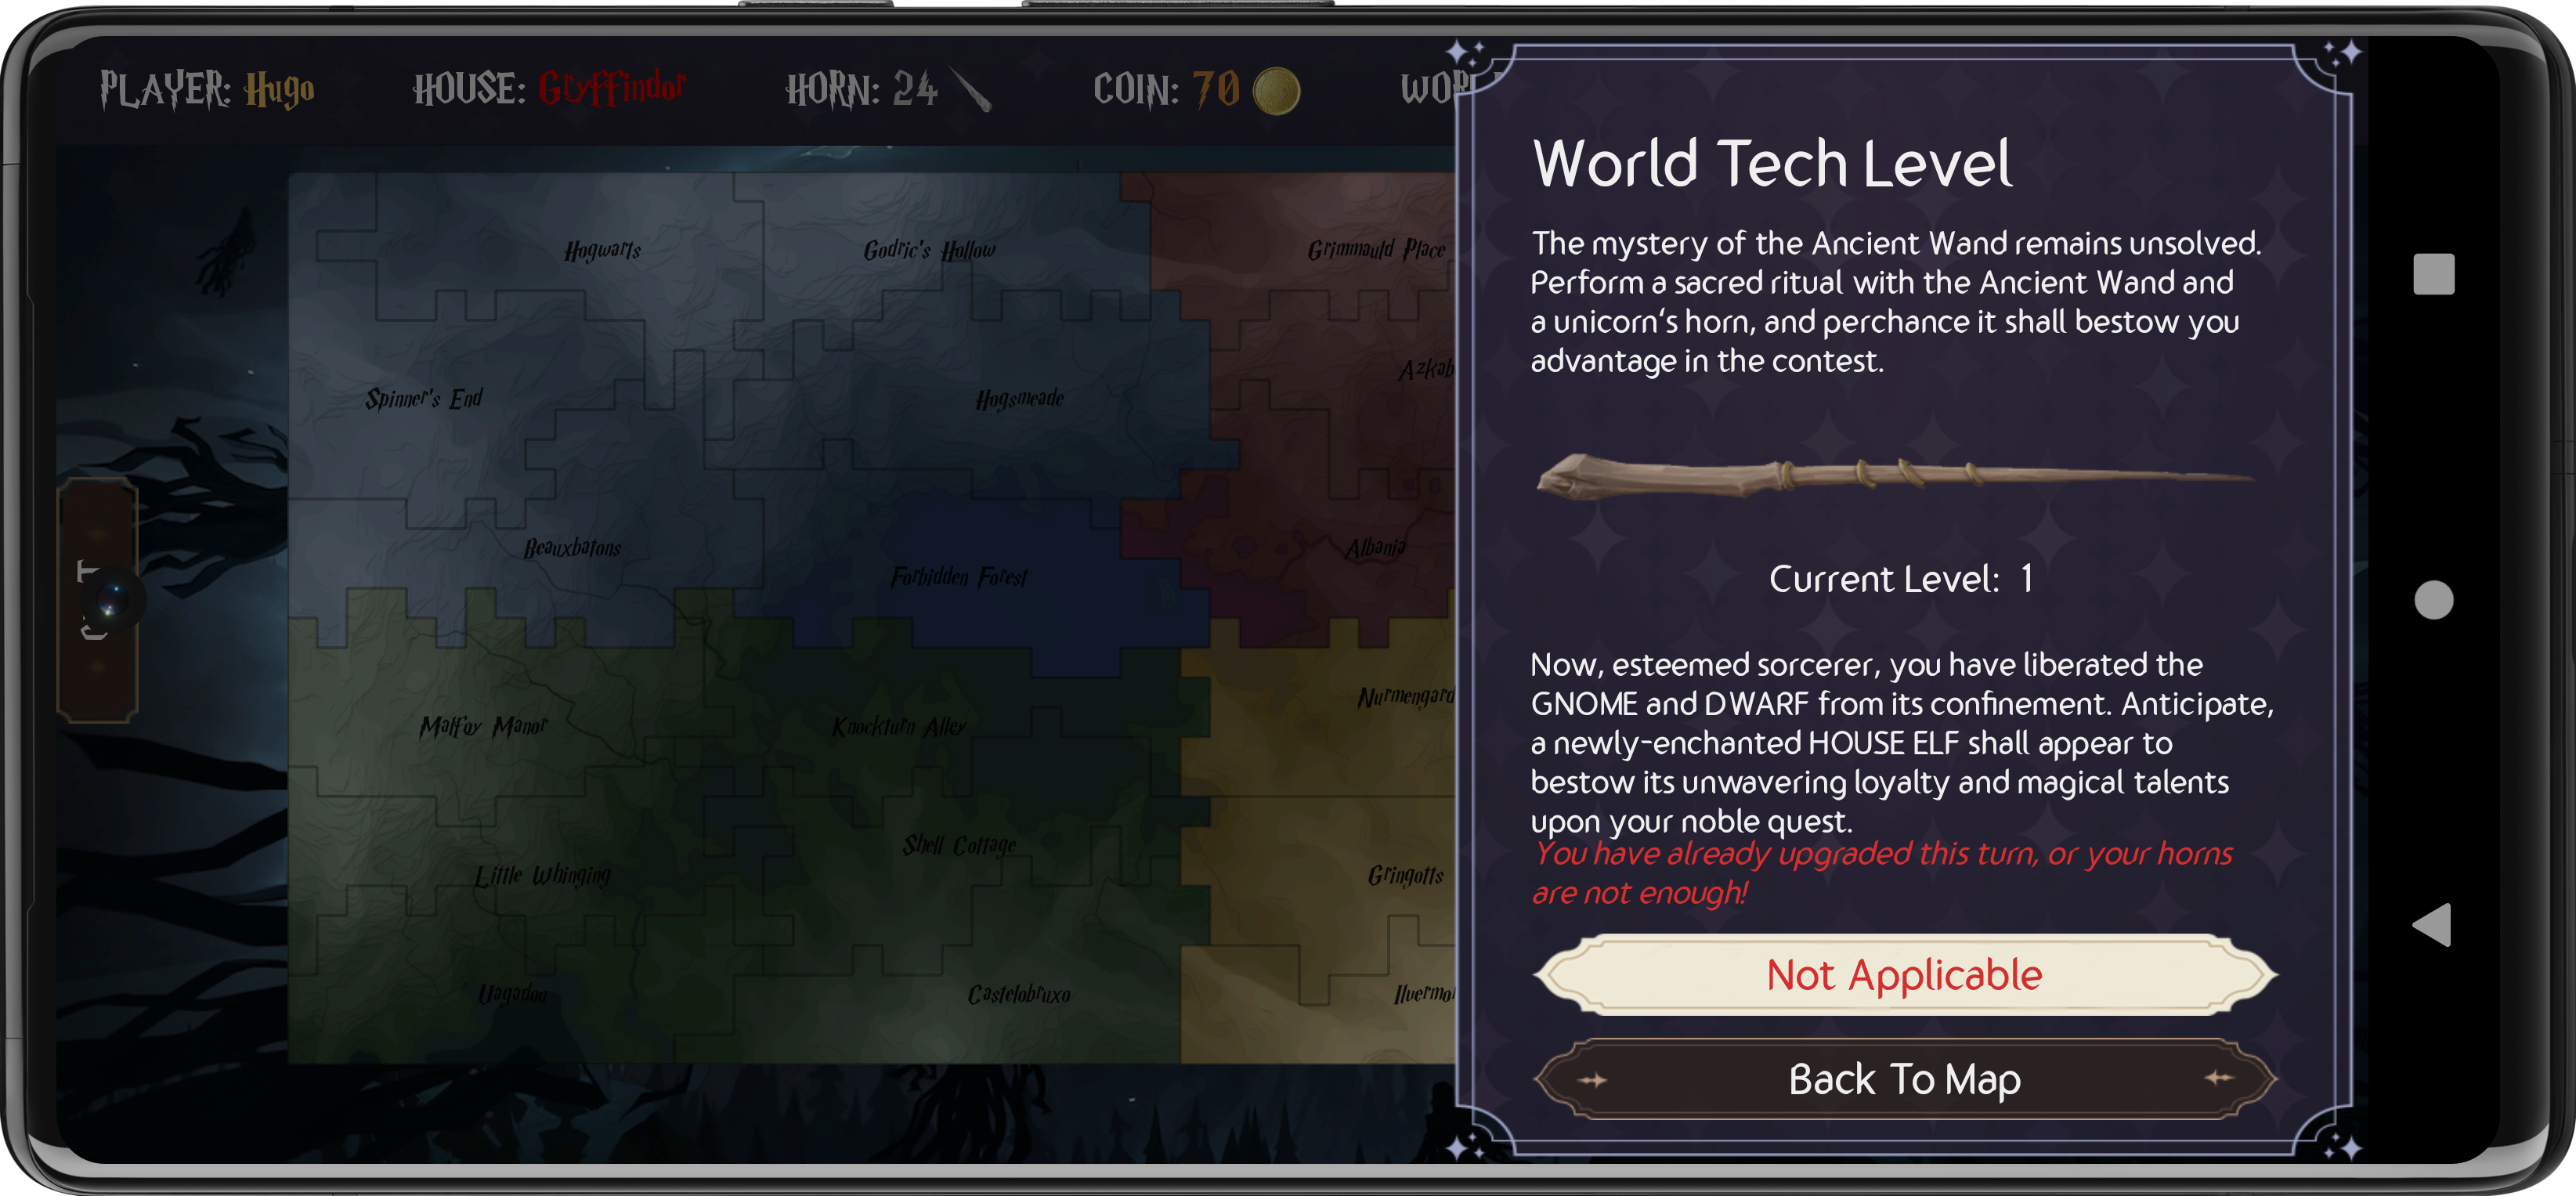 PLAYER: Hugo HOUSE: Gryffindor HORN: 24 COIN: 70
Hogwarts Godric's Hollow Grimmauld Place
Spinner's End Hogsmeade
Beauxbatons Forbidden Forest Albania
Malfoy Manor Knockturn Alley Nurmengard
Little Whinging Shell Cottage Gringotts
Uagadou Castelobruxo
World Tech Level
The mystery of the Ancient Wand remains unsolved.
Perform a sacred ritual with the Ancient Wand and
a unicorn‘s horn, and perchance it shall bestow you
advantage in the contest.
Current Level: 1
Now, esteemed sorcerer, you have liberated the
GNOME and DWARF from its confinement. Anticipate,
a newly-enchanted HOUSE ELF shall appear to
bestow its unwavering loyalty and magical talents
upon your noble quest.
You have already upgraded this turn, or your horns
are not enough!
Not Applicable
Back To Map